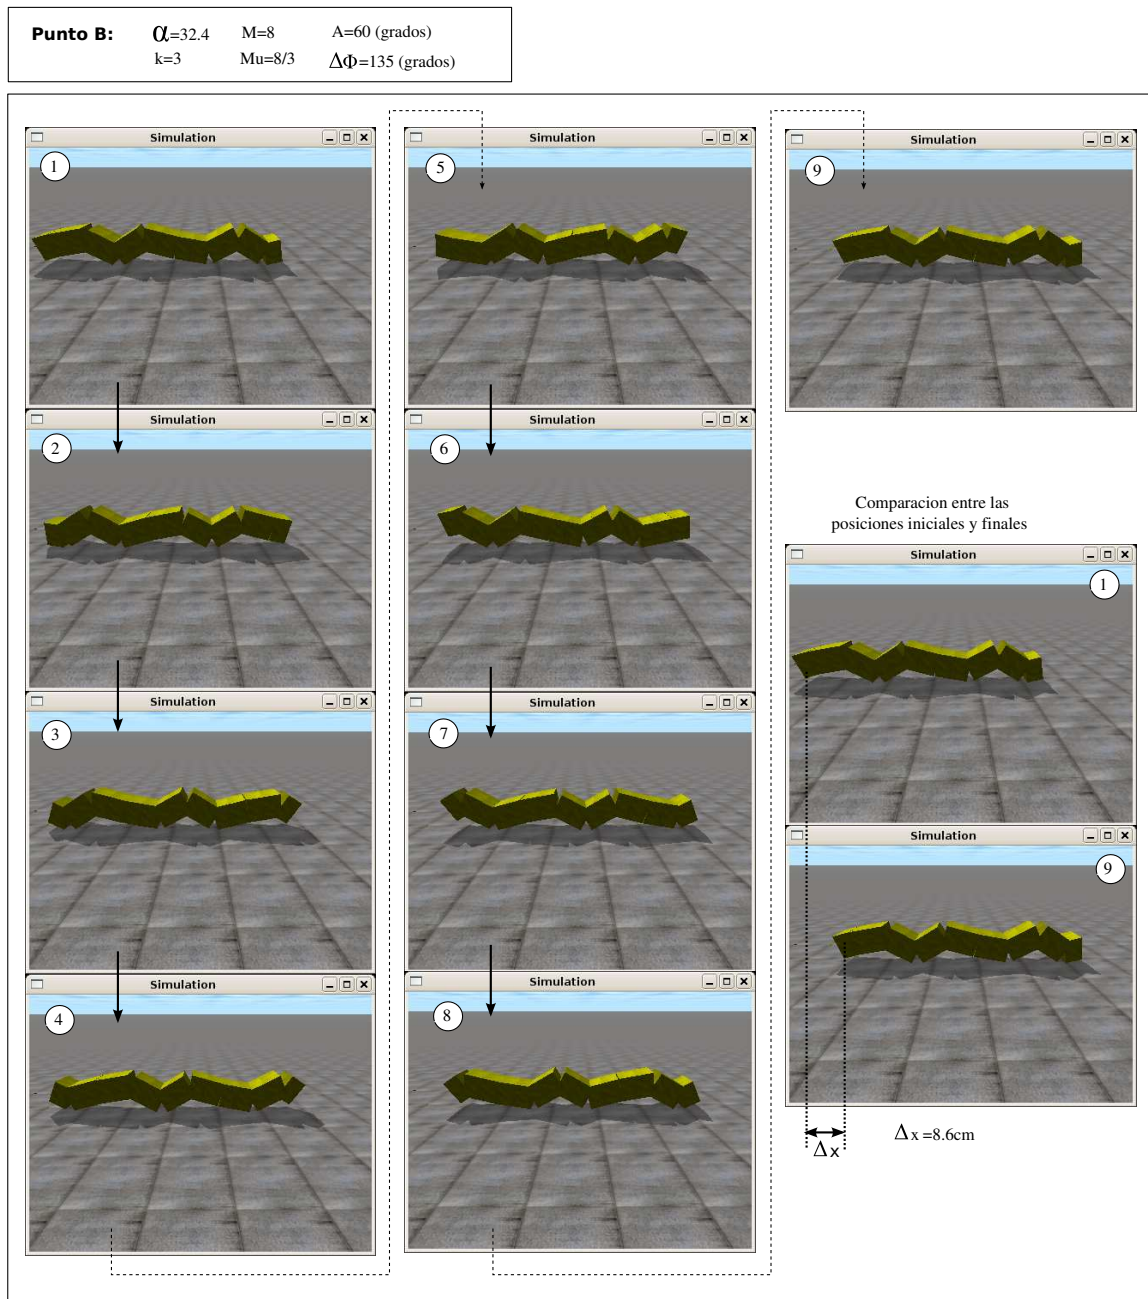 Punto B: α=32.4 M=8 A=60 (grados)
k=3 Mu=8/3 ΔΦ=135 (grados)
Simulation
1
Simulation
2
Simulation
3
Simulation
4
Simulation
5
Simulation
6
Simulation
7
Simulation
8
Simulation
9
Comparacion entre las
posiciones iniciales y finales
Simulation
1
Simulation
9
Δx
Δx =8.6cm